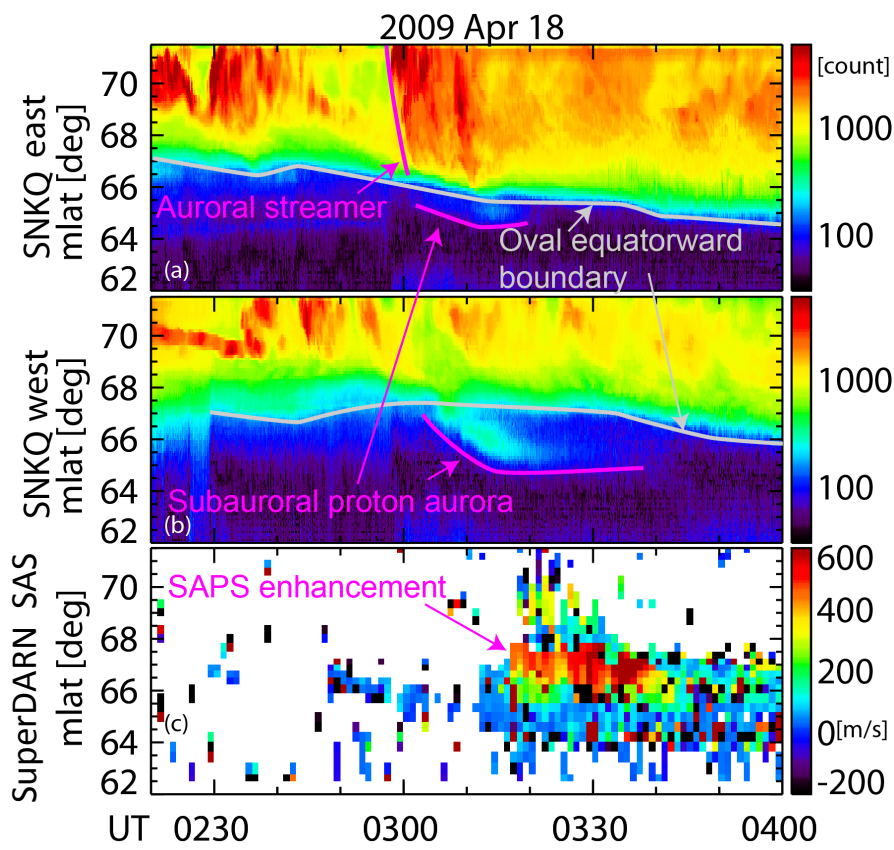 2009 Apr 18
SNKQ east
mlat [deg]
70
68
66
64
62
Auroral streamer
Oval equatorward
boundary
(a)
[count]
1000
100
SNKQ west
mlat [deg]
70
68
66
64
62
Subauroral proton aurora
(b)
1000
100
SuperDARN SAS
mlat [deg]
70
68
66
64
62
SAPS enhancement
(c)
600
400
200
0[m/s]
-200
UT 0230 0300 0330 0400